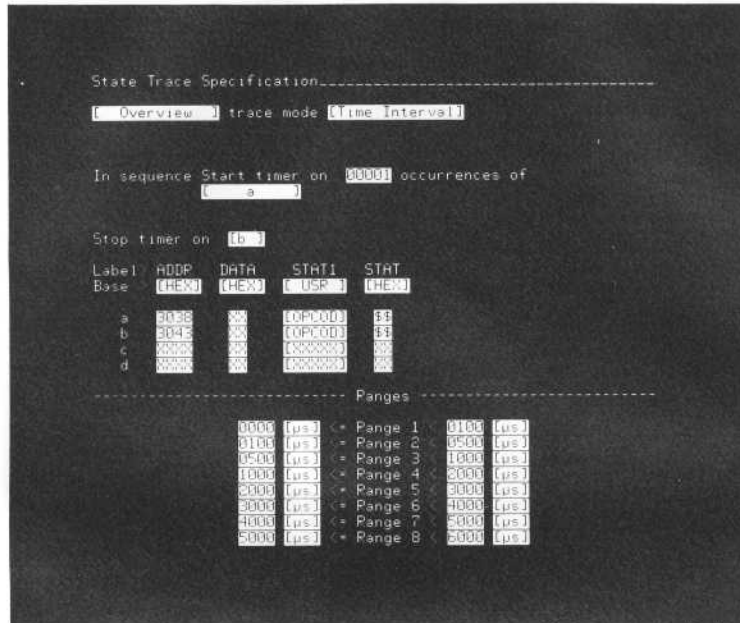 State Trace Specification
[ Overview ] trace mode [Time Interval]
In sequence Start timer on 00001 occurrences of
[ a ]
Stop timer on [b ]
Label ADDR DATA STAT1 STAT
Base [HEX] [HEX] [ USR ] [HEX]
a 3038 XX [OPCOD] $$
b 3043 XX [OPCOD] $$
c XXXX XX [XXXXX] XX
d XXXX XX [XXXXX] XX
Ranges
0000 [µs] <= Range 1 < 0100 [µs]
0100 [µs] <= Range 2 < 0500 [µs]
0500 [µs] <= Range 3 < 1000 [µs]
1000 [µs] <= Range 4 < 2000 [µs]
2000 [µs] <= Range 5 < 3000 [µs]
3000 [µs] <= Range 6 < 4000 [µs]
4000 [µs] <= Range 7 < 5000 [µs]
5000 [µs] <= Range 8 < 6000 [µs]